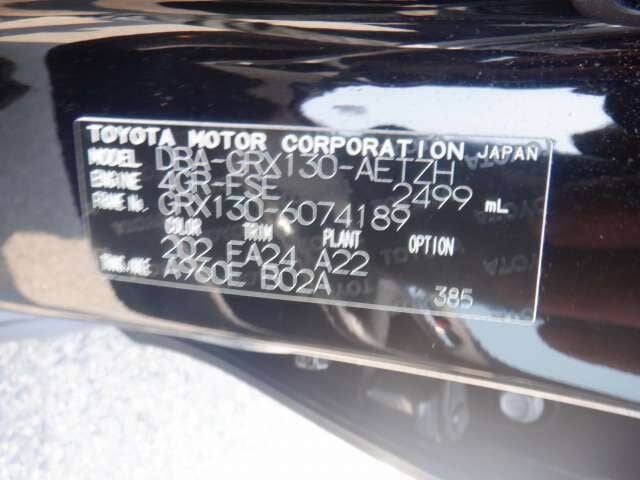 TOYOTA MOTOR CORPORATION JAPAN
MODEL DBA-GRX130-AETZH
ENGINE 4GR-FSE 2499 mL
FRAME No. GRX130-6074189
COLOR TRIM PLANT OPTION
202 FA24 A22
TRANS/AXLE A960E B02A 385